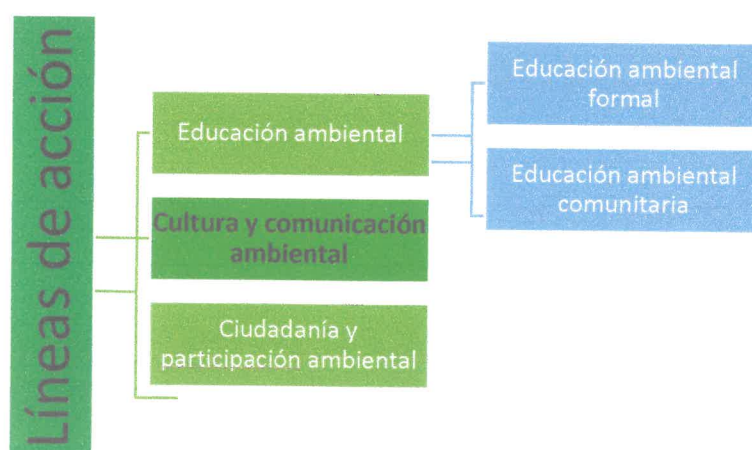 Líneas de acción
Educación ambiental
Cultura y comunicación
ambiental
Ciudadanía y
participación ambiental
Educación ambiental
formal
Educación ambiental
comunitaria